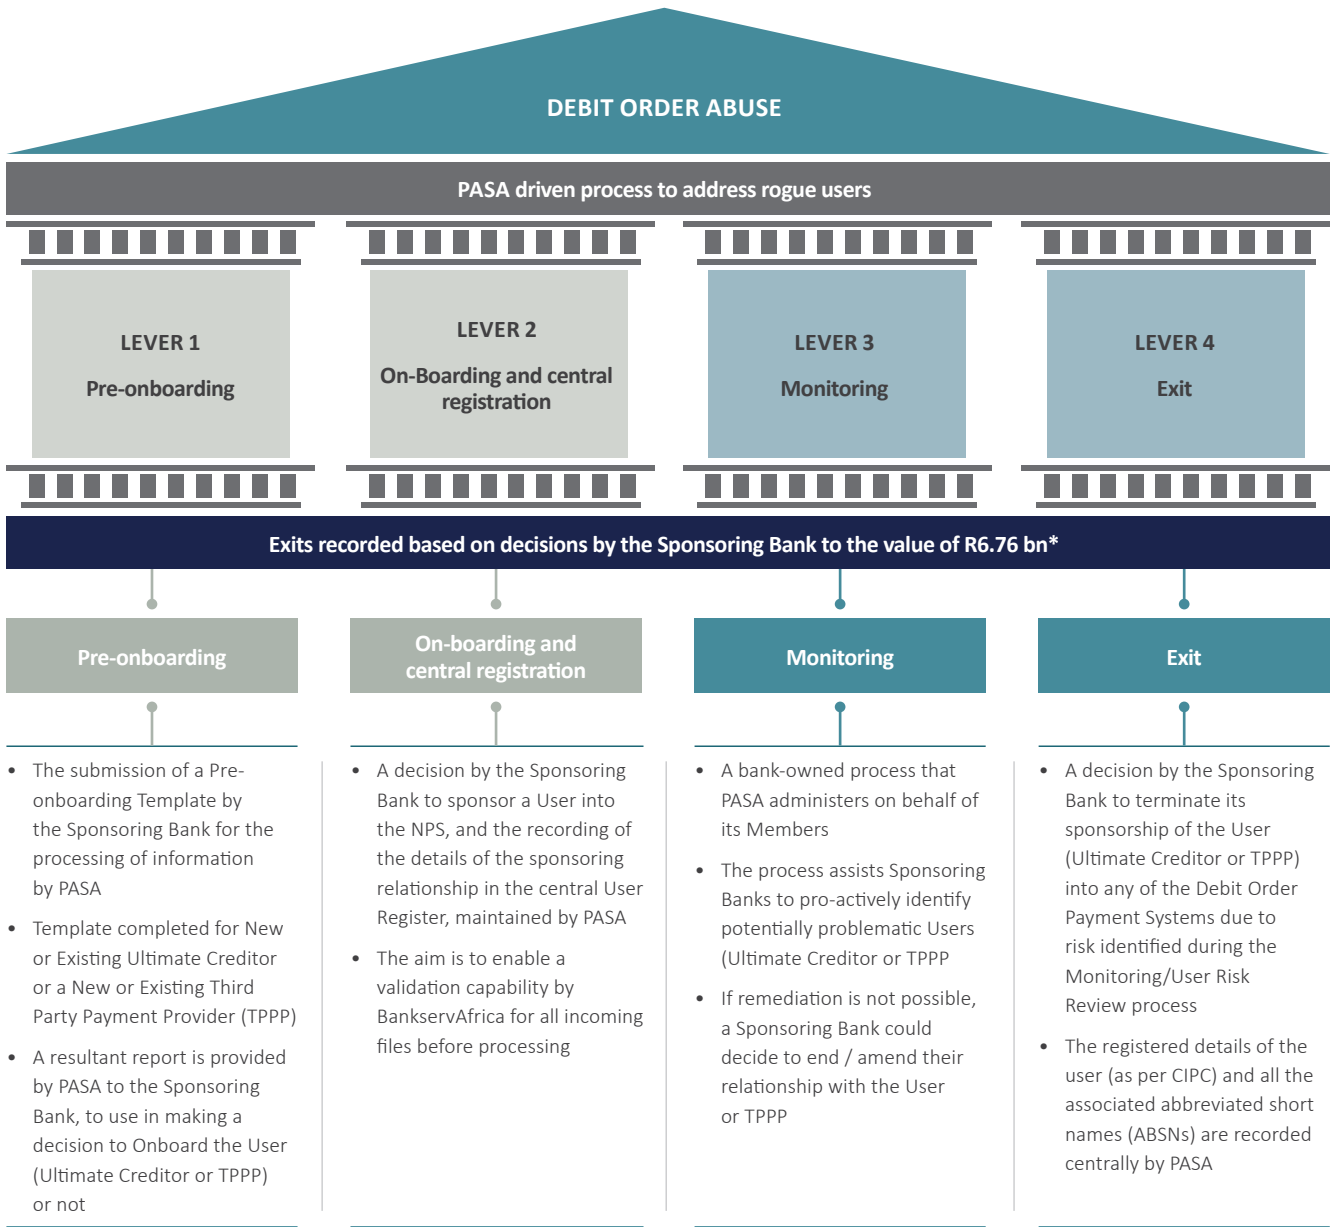 DEBIT ORDER ABUSE
PASA driven process to address rogue users
LEVER 1
Pre-onboarding
LEVER 2
On-Boarding and central
registration
LEVER 3
Monitoring
LEVER 4
Exit
Exits recorded based on decisions by the Sponsoring Bank to the value of R6.76 bn*
Pre-onboarding
On-boarding and
central registration
Monitoring
Exit
• The submission of a Pre-
onboarding Template by
the Sponsoring Bank for the
processing of information
by PASA
• Template completed for New
or Existing Ultimate Creditor
or a New or Existing Third
Party Payment Provider (TPPP)
• A resultant report is provided
by PASA to the Sponsoring
Bank, to use in making a
decision to Onboard the User
(Ultimate Creditor or TPPP)
or not
• A decision by the Sponsoring
Bank to sponsor a User into
the NPS, and the recording of
the details of the sponsoring
relationship in the central User
Register, maintained by PASA
• The aim is to enable a
validation capability by
BankservAfrica for all incoming
files before processing
• A bank-owned process that
PASA administers on behalf of
its Members
• The process assists Sponsoring
Banks to pro-actively identify
potentially problematic Users
(Ultimate Creditor or TPPP
• If remediation is not possible,
a Sponsoring Bank could
decide to end / amend their
relationship with the User
or TPPP
• A decision by the Sponsoring
Bank to terminate its
sponsorship of the User
(Ultimate Creditor or TPPP)
into any of the Debit Order
Payment Systems due to
risk identified during the
Monitoring/User Risk
Review process
• The registered details of the
user (as per CIPC) and all the
associated abbreviated short
names (ABSNs) are recorded
centrally by PASA